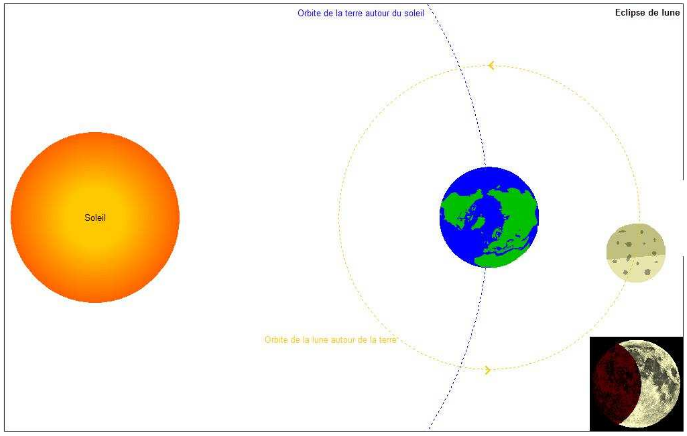 Orbite de la terre autour du soleil
Eclipse de lune
Soleil
Orbite de la lune autour de la terre